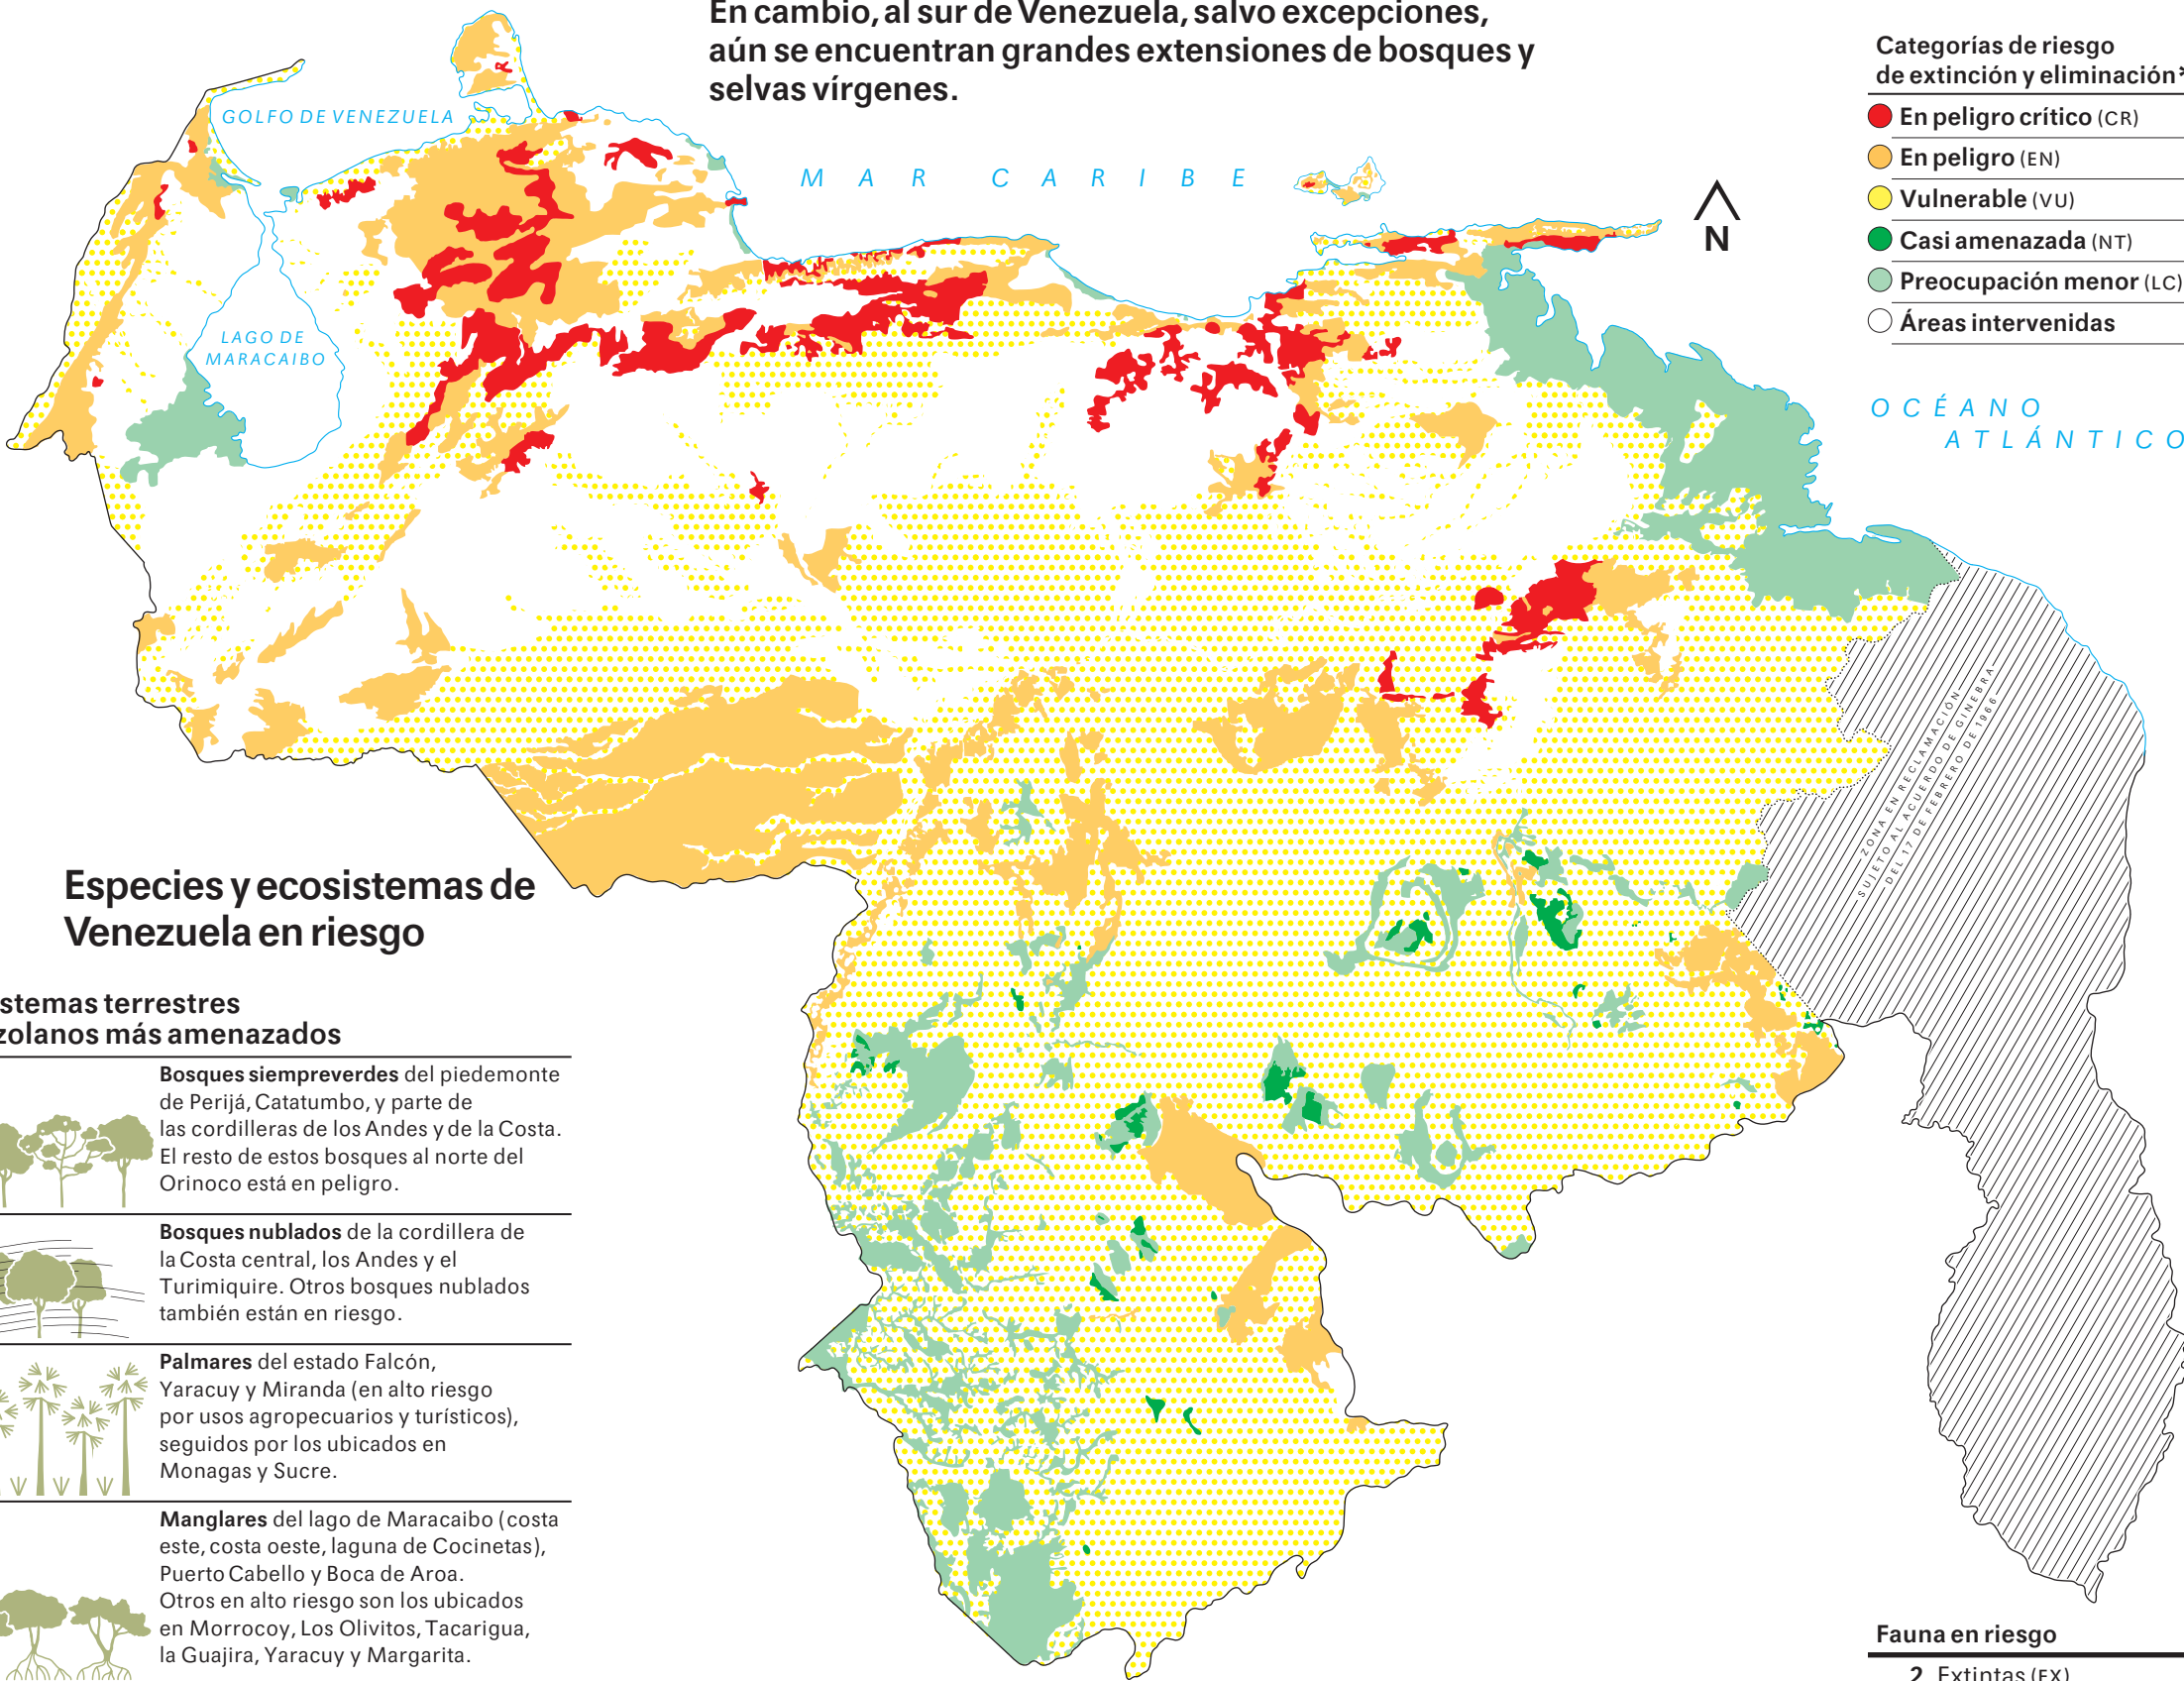 En cambio, al sur de Venezuela, salvo excepciones,
aún se encuentran grandes extensiones de bosques y
selvas vírgenes.
Categorías de riesgo
de extinción y eliminación*
En peligro crítico (CR)
En peligro (EN)
Vulnerable (VU)
Casi amenazada (NT)
Preocupación menor (LC)
Áreas intervenidas
GOLFO DE VENEZUELA
MAR CARIBE
N
LAGO DE
MARACAIBO
OCÉANO
ATLÁNTICO
ZONA EN RECLAMACIÓN
SUJETO AL ACUERDO DE GINEBRA
DEL 17 DE FEBRERO DE 1966
Especies y ecosistemas de
Venezuela en riesgo
stemas terrestres
zolanos más amenazados
Bosques siempreverdes del piedemonte
de Perijá, Catatumbo, y parte de
las cordilleras de los Andes y de la Costa.
El resto de estos bosques al norte del
Orinoco está en peligro.
Bosques nublados de la cordillera de
la Costa central, los Andes y el
Turimiquire. Otros bosques nublados
también están en riesgo.
Palmares del estado Falcón,
Yaracuy y Miranda (en alto riesgo
por usos agropecuarios y turísticos),
seguidos por los ubicados en
Monagas y Sucre.
Manglares del lago de Maracaibo (costa
este, costa oeste, laguna de Cocinetas),
Puerto Cabello y Boca de Aroa.
Otros en alto riesgo son los ubicados
en Morrocoy, Los Olivitos, Tacarigua,
la Guajira, Yaracuy y Margarita.
Fauna en riesgo
2 Extintas (EX)